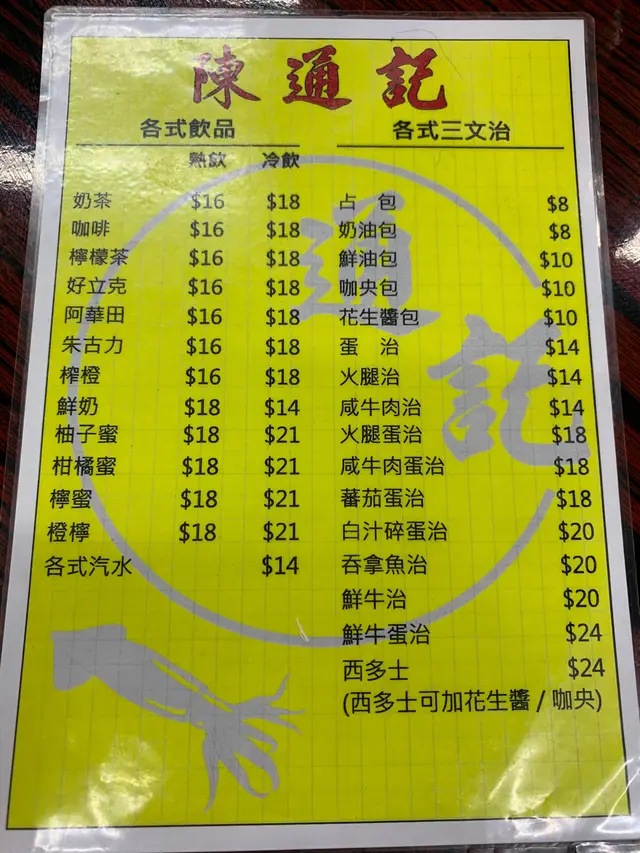 陳通記
各式飲品
熱飲 冷飲
奶茶 $16 $18
咖啡 $16 $18
檸檬茶 $16 $18
好立克 $16 $18
阿華田 $16 $18
朱古力 $16 $18
榨橙 $16 $18
鮮奶 $18 $14
柚子蜜 $18 $21
柑橘蜜 $18 $21
檸蜜 $18 $21
橙檸 $18 $21
各式汽水 $14
各式三文治
占 包 $8
奶油包 $8
鮮油包 $10
咖央包 $10
花生醬包 $10
蛋 治 $14
火腿治 $14
咸牛肉治 $14
火腿蛋治 $18
咸牛肉蛋治 $18
蕃茄蛋治 $18
白汁碎蛋治 $20
吞拿魚治 $20
鮮牛治 $20
鮮牛蛋治 $24
西多士 $24
(西多士可加花生醬 / 咖央)
通記